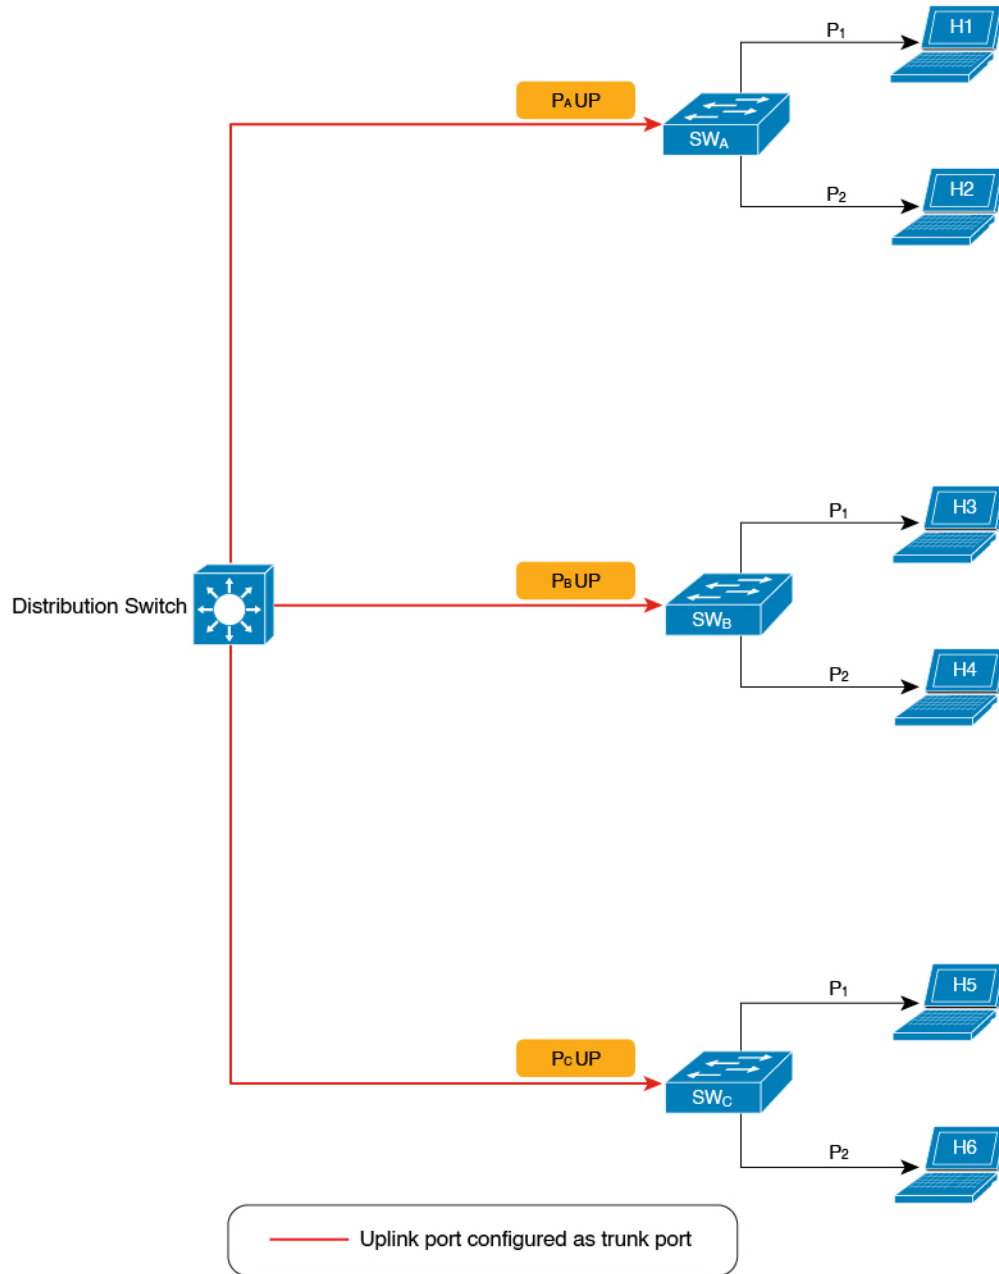 H1
P1
PA UP
SWA
H2
P2
H3
P1
PB UP
Distribution Switch
SWB
H4
P2
H5
P1
PC UP
SWC
H6
P2
Uplink port configured as trunk port